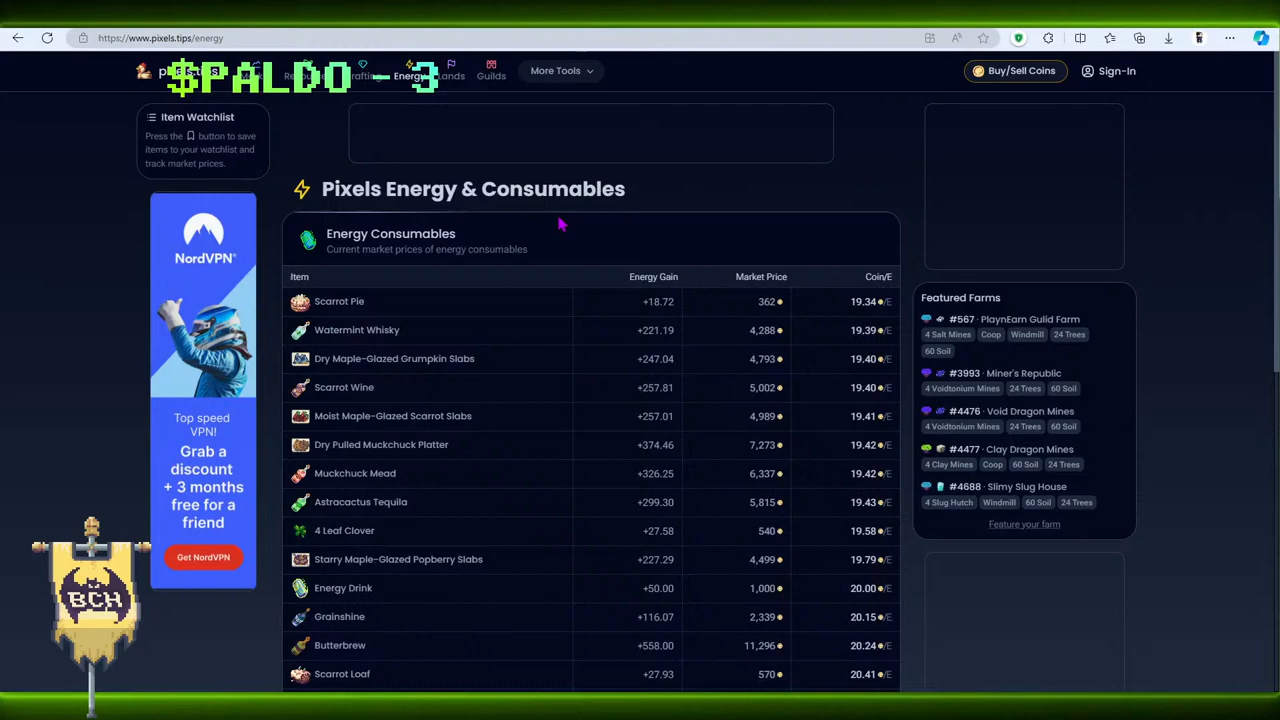 https://www.pixels.tips/energy
$PALDO - 3
Energy
Lands
Guilds
More Tools
Buy/Sell Coins
Sign-In
Item Watchlist
Press the button to save
items to your watchlist and
track market prices.
NordVPN®
Top speed
VPN!
Grab a
discount
+ 3 months
free for a
friend
Get NordVPN
BCH
Pixels Energy & Consumables
Energy Consumables
Current market prices of energy consumables
Item Energy Gain Market Price Coin/E
Scarrot Pie +18.72 362 19.34 /E
Watermint Whisky +221.19 4,288 19.39 /E
Dry Maple-Glazed Grumpkin Slabs +247.04 4,793 19.40 /E
Scarrot Wine +257.81 5,002 19.40 /E
Moist Maple-Glazed Scarrot Slabs +257.01 4,989 19.41 /E
Dry Pulled Muckchuck Platter +374.46 7,273 19.42 /E
Muckchuck Mead +326.25 6,337 19.42 /E
Astracactus Tequila +299.30 5,815 19.43 /E
4 Leaf Clover +27.58 540 19.58 /E
Starry Maple-Glazed Popberry Slabs +227.29 4,499 19.79 /E
Energy Drink +50.00 1,000 20.00 /E
Grainshine +116.07 2,339 20.15 /E
Butterbrew +558.00 11,296 20.24 /E
Scarrot Loaf +27.93 570 20.41 /E
Featured Farms
#567 · PlaynEarn Guild Farm
4 Salt Mines Coop Windmill 24 Trees
60 Soil
#3993 · Miner's Republic
4 Voidtonium Mines 24 Trees 60 Soil
#4476 · Void Dragon Mines
4 Voidtonium Mines 24 Trees 60 Soil
#4477 · Clay Dragon Mines
4 Clay Mines Coop 60 Soil 24 Trees
#4688 · Slimy Slug House
4 Slug Hutch Windmill 60 Soil 24 Trees
Feature your farm